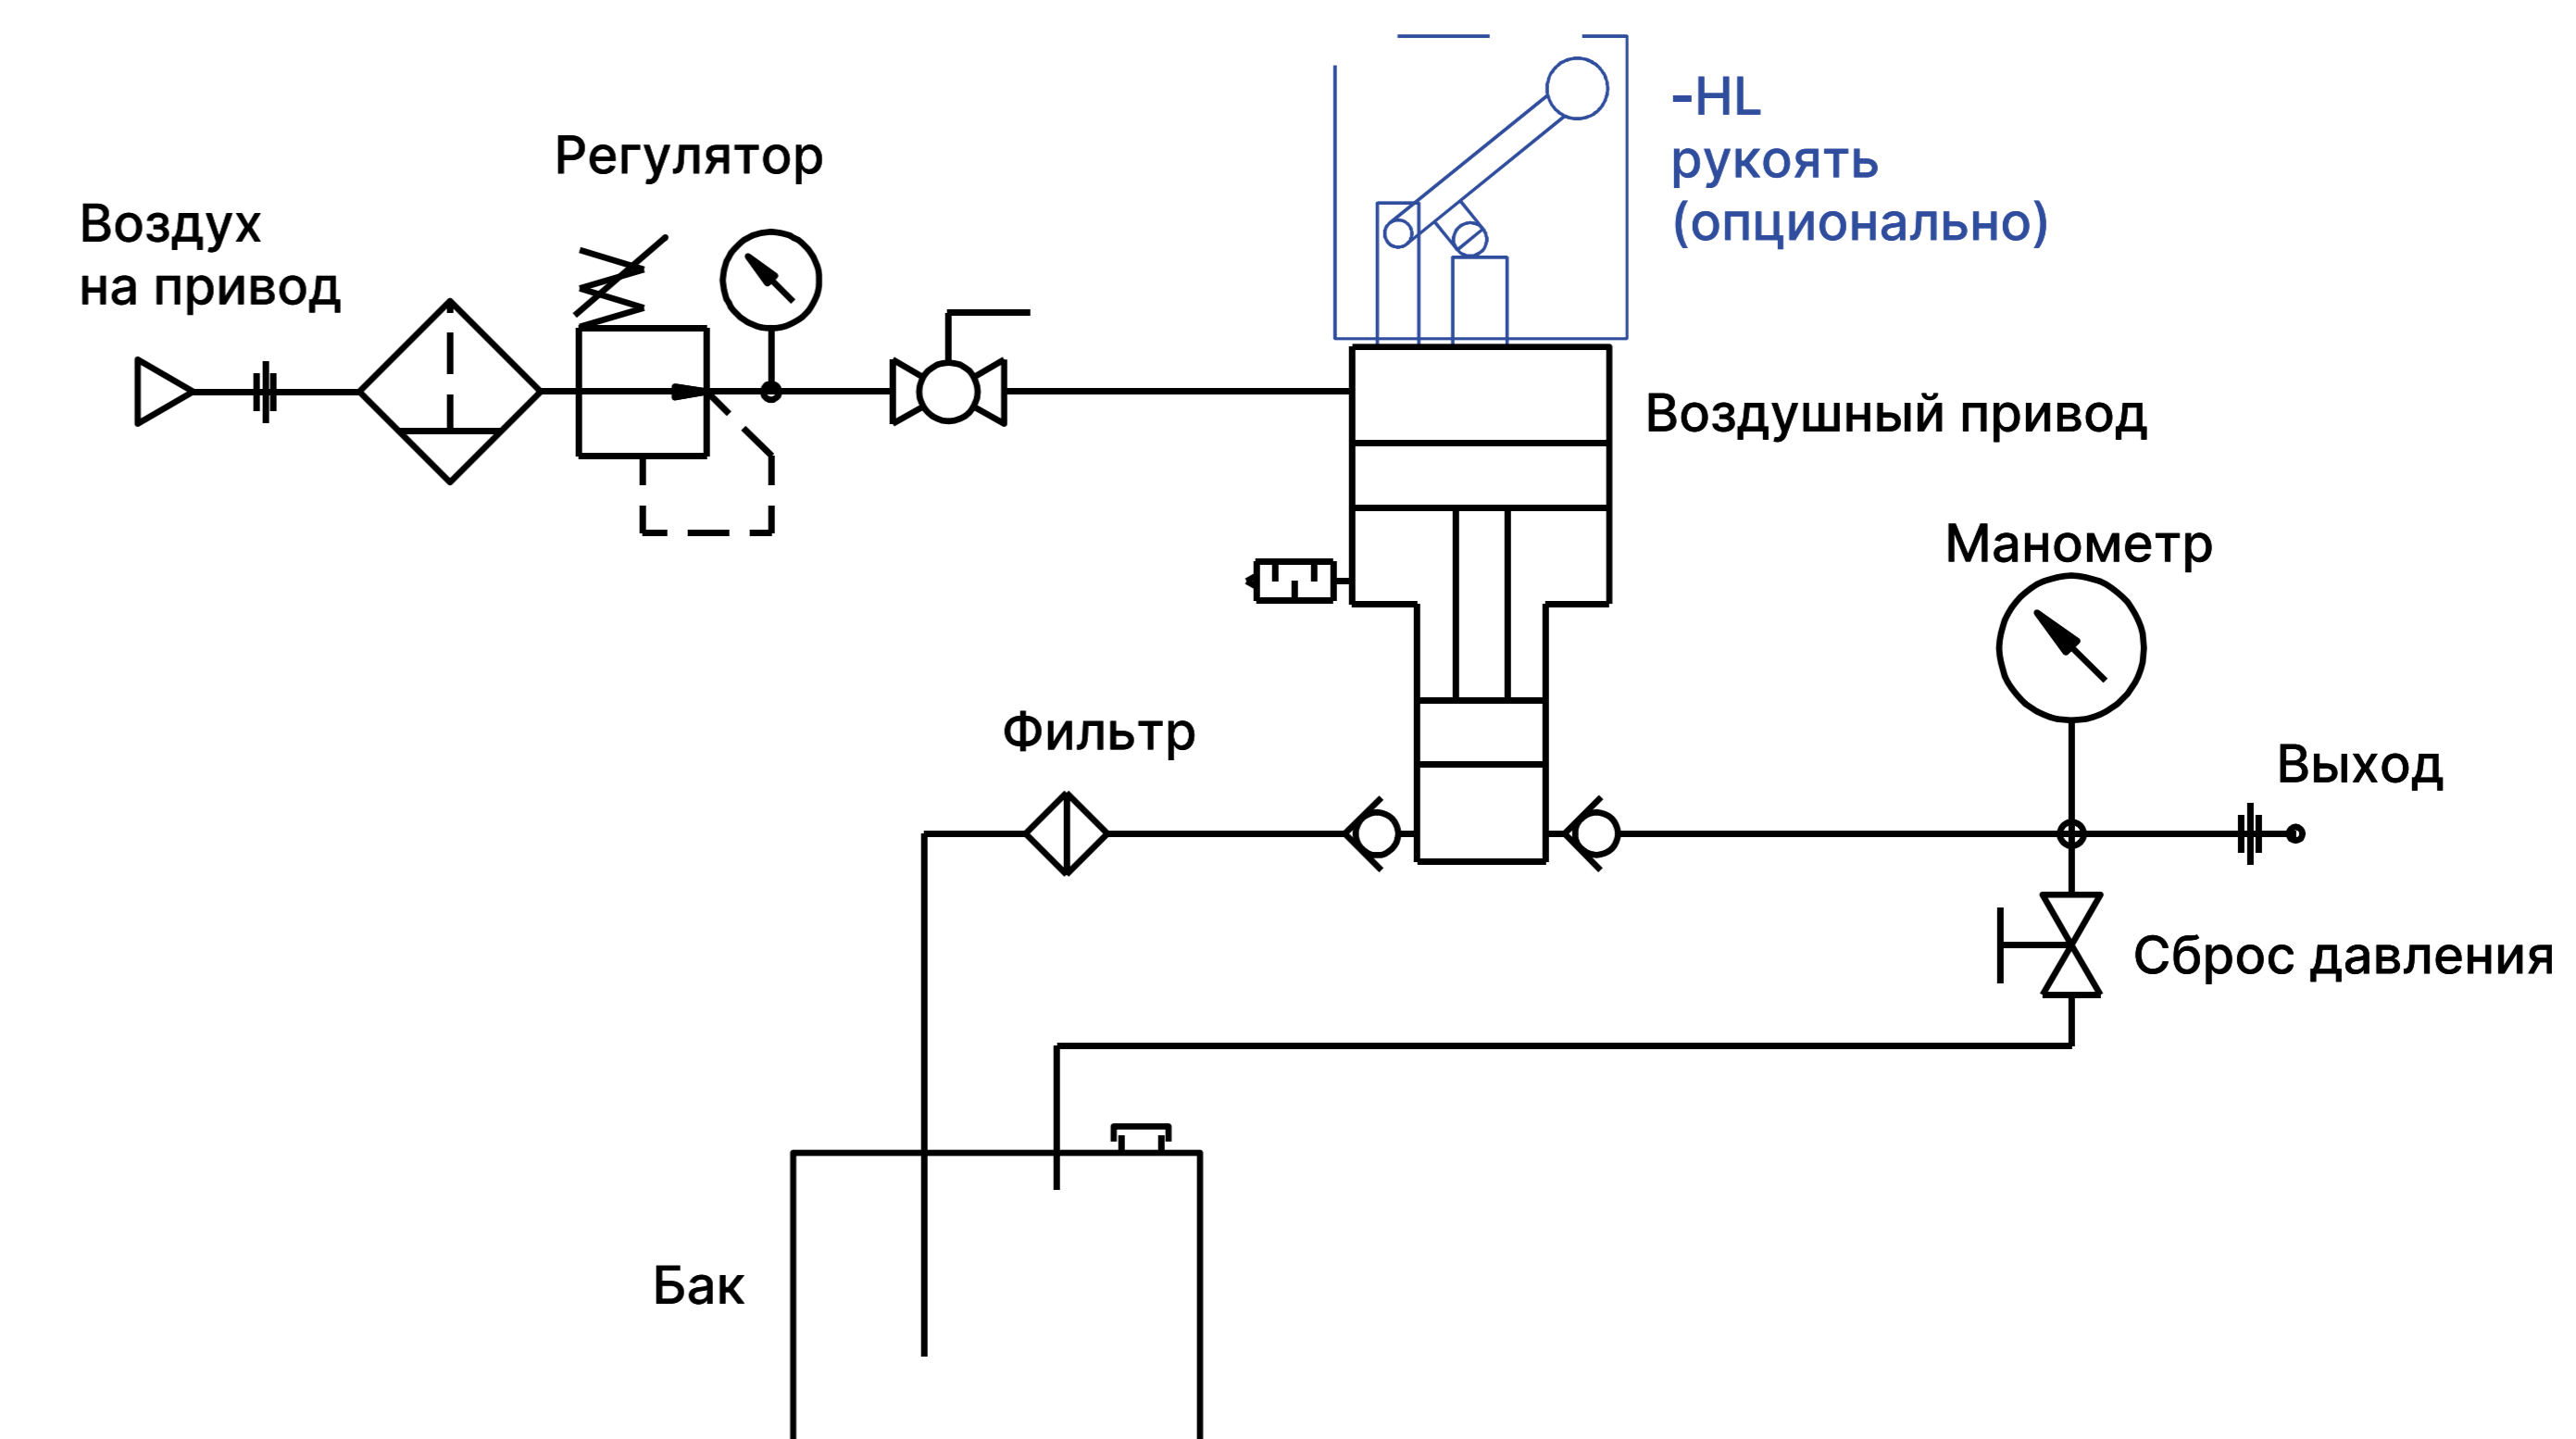 -HL
рукоять
(опционально)
Регулятор
Воздух
на привод
Воздушный привод
Манометр
Фильтр
Выход
Сброс давления
Бак